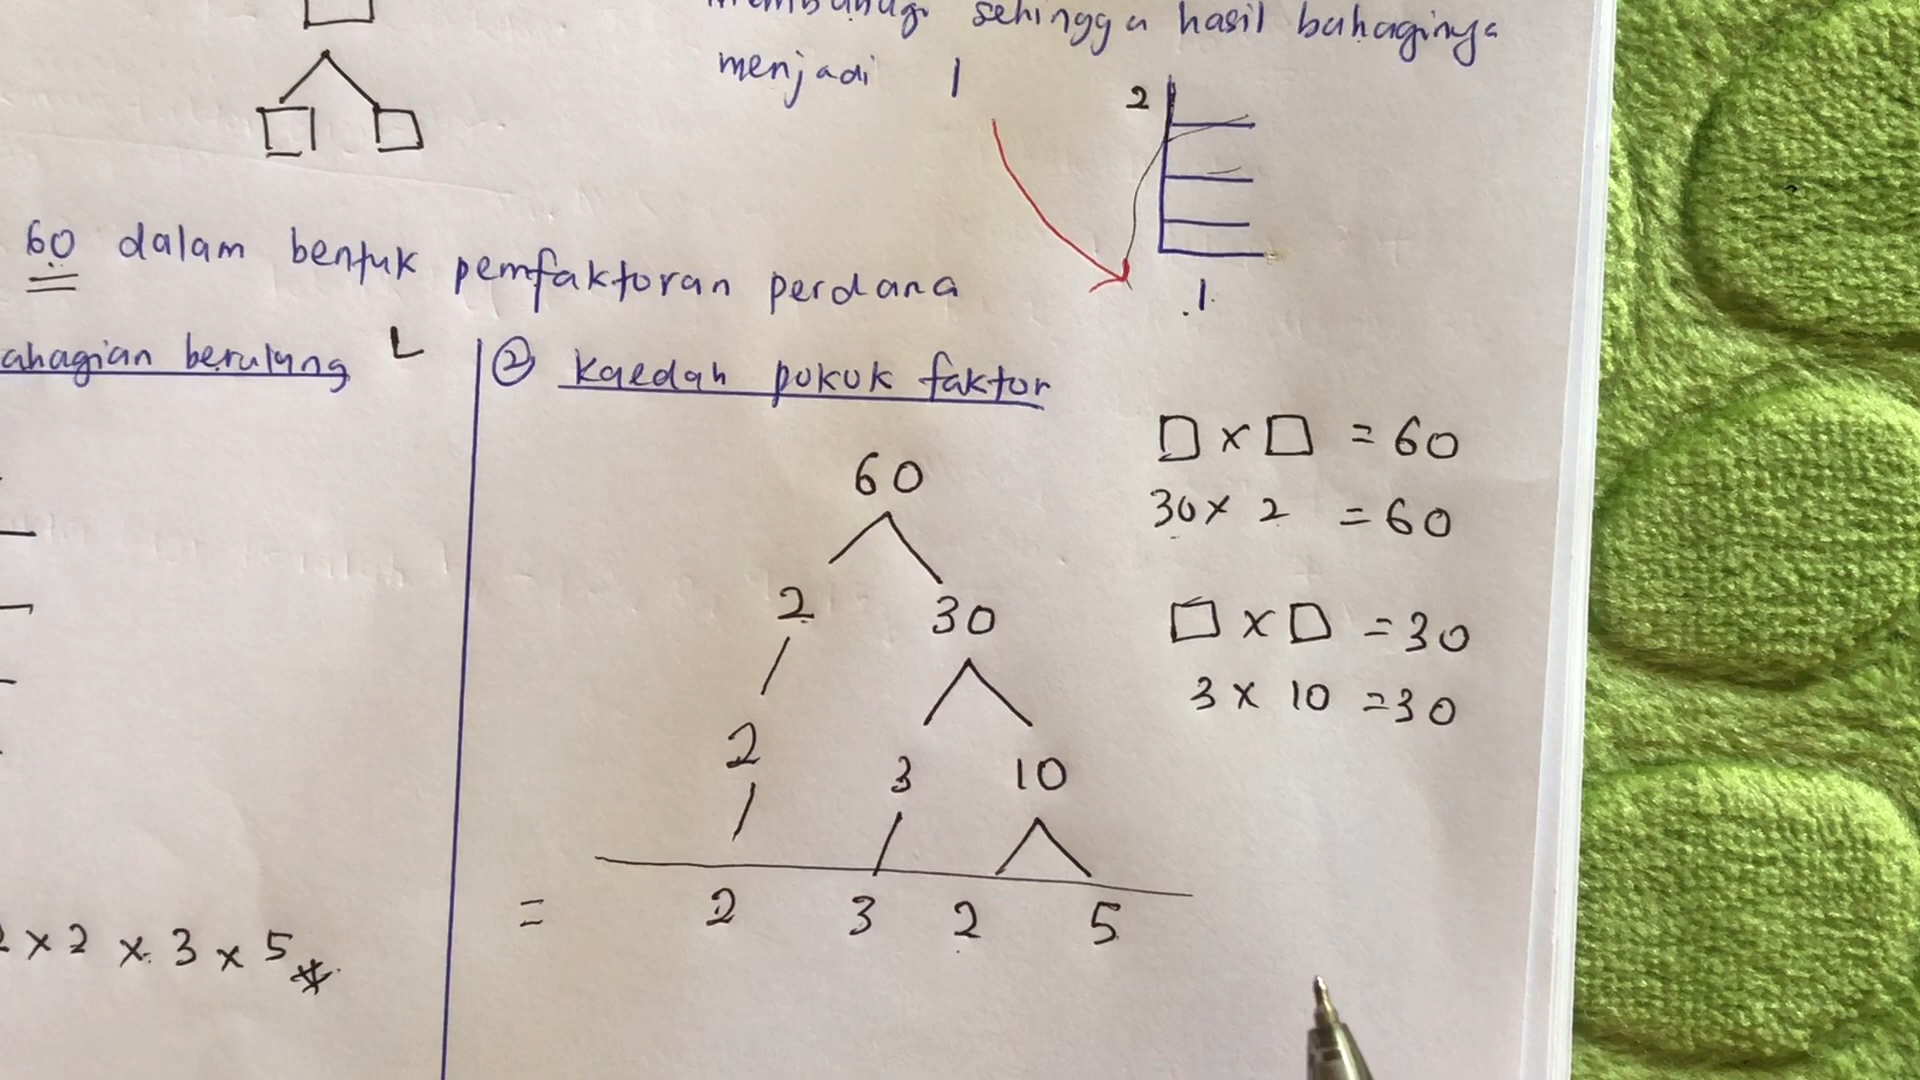 sehingga hasil bahaginya
menjadi 1
2
1
60 dalam bentuk pemfaktoran perdana
ahagian berulang
② kaedah pokok faktor
60
2 30
2 3 10
= 2 3 2 5
□ x □ = 60
30 x 2 = 60
□ x □ = 30
3 x 10 = 30
x 2 x 3 x 5